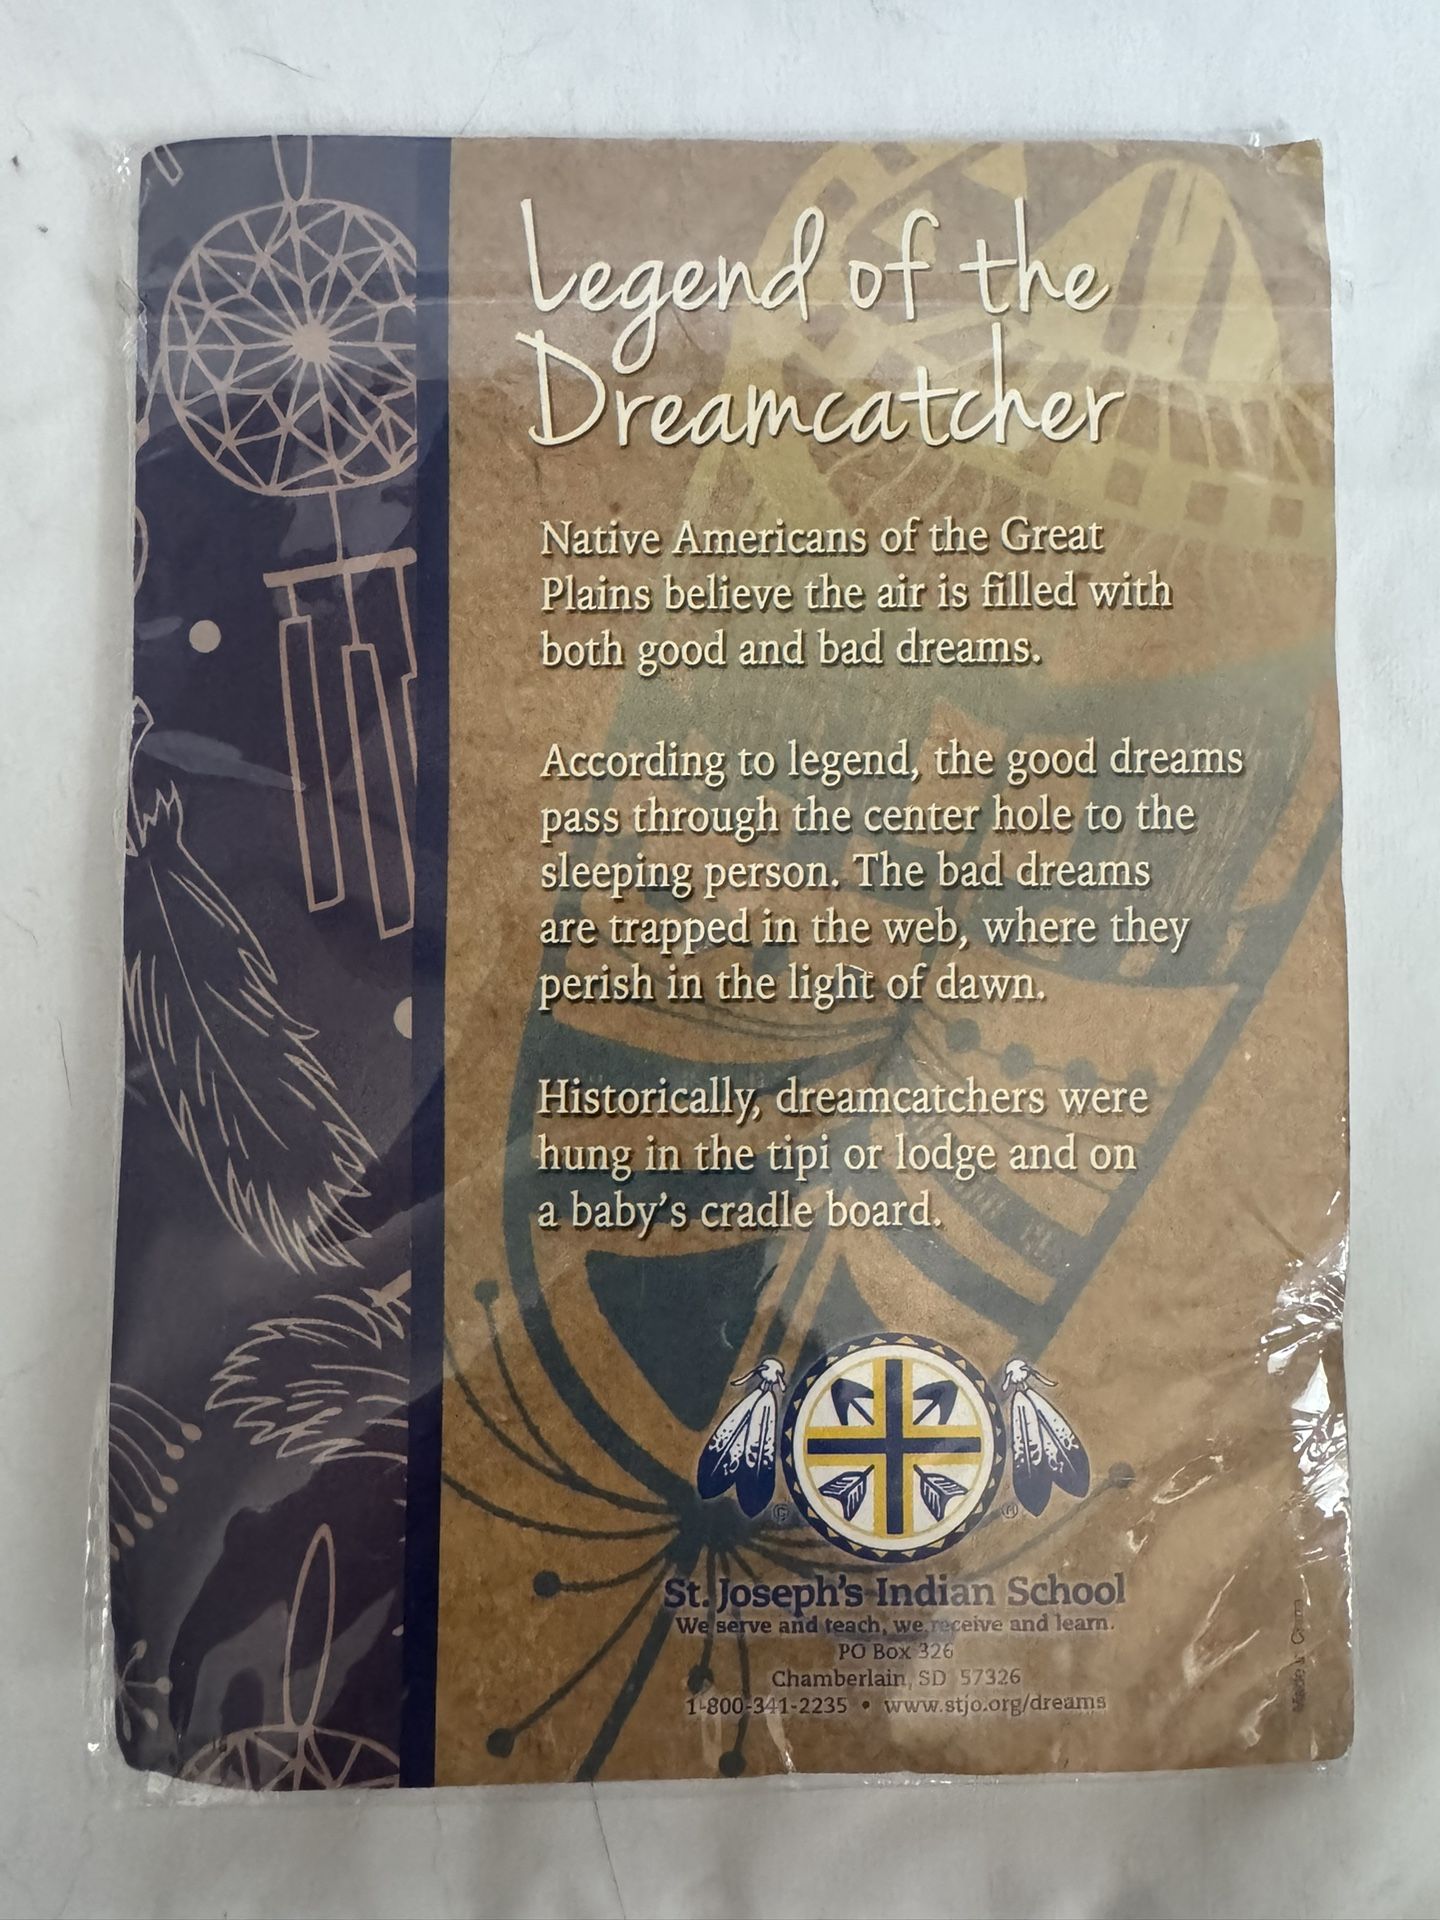 Legend of the
Dreamcatcher
Native Americans of the Great
Plains believe the air is filled with
both good and bad dreams.
According to legend, the good dreams
pass through the center hole to the
sleeping person. The bad dreams
are trapped in the web, where they
perish in the light of dawn.
Historically, dreamcatchers were
hung in the tipi or lodge and on
a baby's cradle board.
St. Joseph's Indian School
We serve and teach, we receive and learn.
PO Box 326
Chamberlain, SD 57326
1-800-341-2235 • www.stjo.org/dreams
Made in China